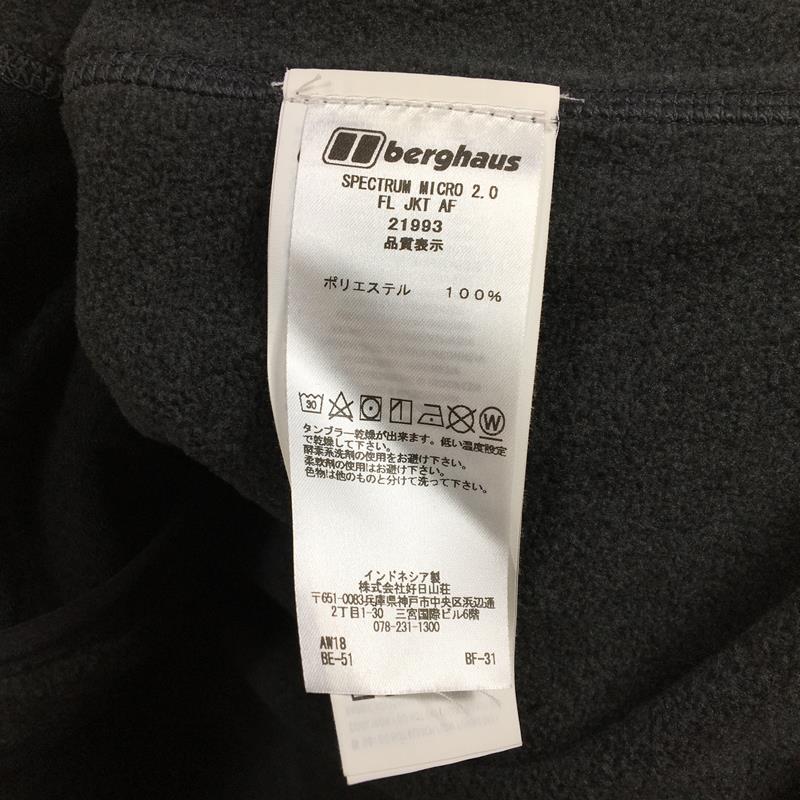 berghaus
SPECTRUM MICRO 2.0
FL JKT AF
21993
品質表示
ポリエステル 100%
30
W
タンブラー乾燥が出来ます。低い温度設定
で乾燥して下さい。
酵素系洗剤の使用をお避け下さい。
柔軟剤の使用はお避け下さい。
色物は他のものと分けて洗って下さい。
インドネシア製
株式会社好日山荘
〒651-0083兵庫県神戸市中央区浜辺通
2丁目1-30 三宮国際ビル6階
078-231-1300
AW18
BE-51 BF-31